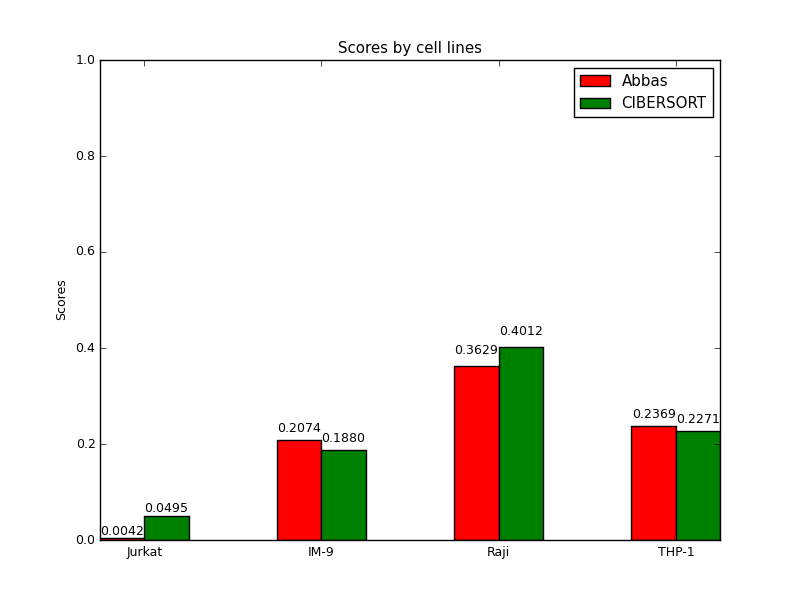 Scores by cell lines
Abbas
CIBERSORT
Scores
1.0
0.8
0.6
0.4
0.2
0.0
0.0042
0.0495
0.2074
0.1880
0.3629
0.4012
0.2369
0.2271
Jurkat
IM-9
Raji
THP-1